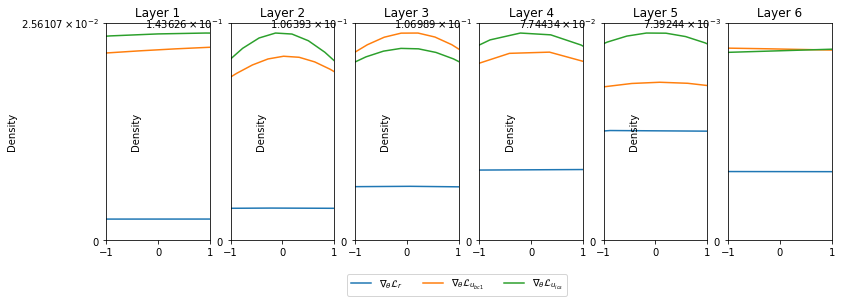 Layer 1 Layer 2 Layer 3 Layer 4 Layer 5 Layer 6
2.56107 × 10⁻² 1.43626 × 10⁻¹ 1.06393 × 10⁻¹ 1.06989 × 10⁻¹ 7.74434 × 10⁻² 7.39244 × 10⁻³
Density Density Density Density Density Density
0 0 0 0 0 0
−1 0 1 −1 0 1 −1 0 1 −1 0 1 −1 0 1 −1 0 1
∇θℒr ∇θℒu_bc1 ∇θℒu_ics